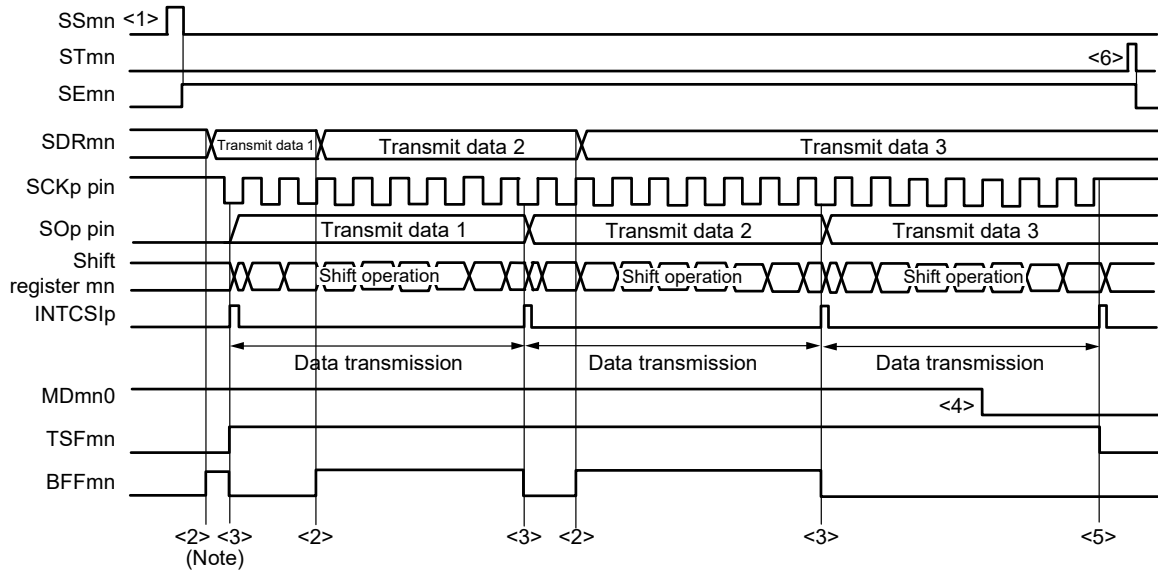 SSmn <1>
STmn <6>
SEmn
SDRmn Transmit data 1 Transmit data 2 Transmit data 3
SCKp pin
SOp pin Transmit data 1 Transmit data 2 Transmit data 3
Shift
register mn Shift operation Shift operation Shift operation
INTCSIp
Data transmission Data transmission Data transmission
MDmn0 <4>
TSFmn
BFFmn
<2> <3> <2> <3> <2> <3> <5>
(Note)